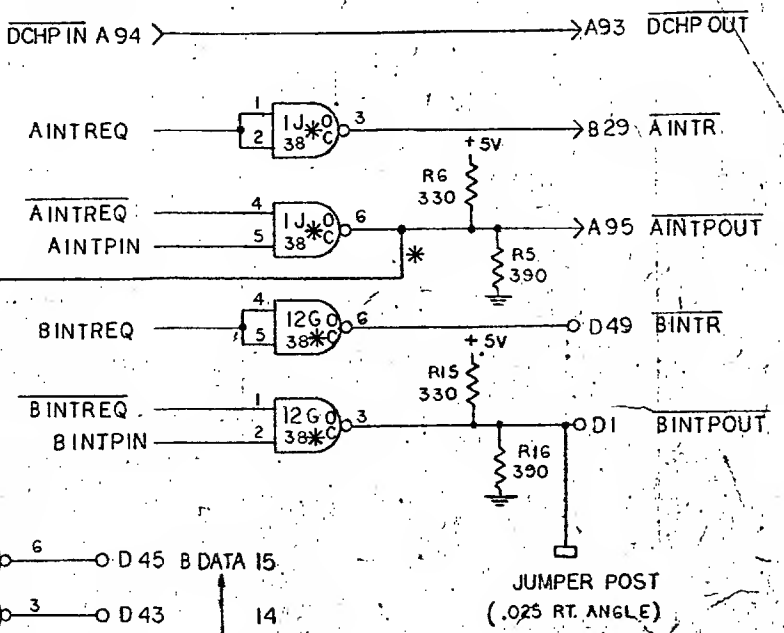 DCHP IN A94 A93 DCHP OUT
1
AINTREQ 1J O 3 B29 AINTR
2 38 * C
+5V
R6
330
AINTREQ 4 1J O 6 A95 AINTPOUT
AINTPIN 5 38 * C
* R5
390
4
BINTREQ 12G O 6 D49 BINTR
5 38 * C
+5V
R15
330
BINTREQ 1 12G O 3 D1 BINTPOUT
BINTPIN 2 38 * C
R16
390
6 D45 B DATA 15
JUMPER POST
3 D43 14 (.025 RT. ANGLE)